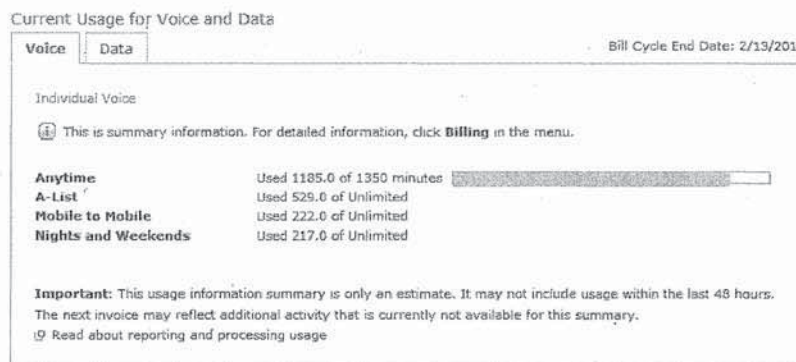 Current Usage for Voice and Data
Voice Data Bill Cycle End Date: 2/13/201
Individual Voice
This is summary information. For detailed information, click Billing in the menu.
Anytime Used 1185.0 of 1350 minutes
A-List Used 529.0 of Unlimited
Mobile to Mobile Used 222.0 of Unlimited
Nights and Weekends Used 217.0 of Unlimited
Important: This usage information summary is only an estimate. It may not include usage within the last 48 hours.
The next invoice may reflect additional activity that is currently not available for this summary.
Read about reporting and processing usage